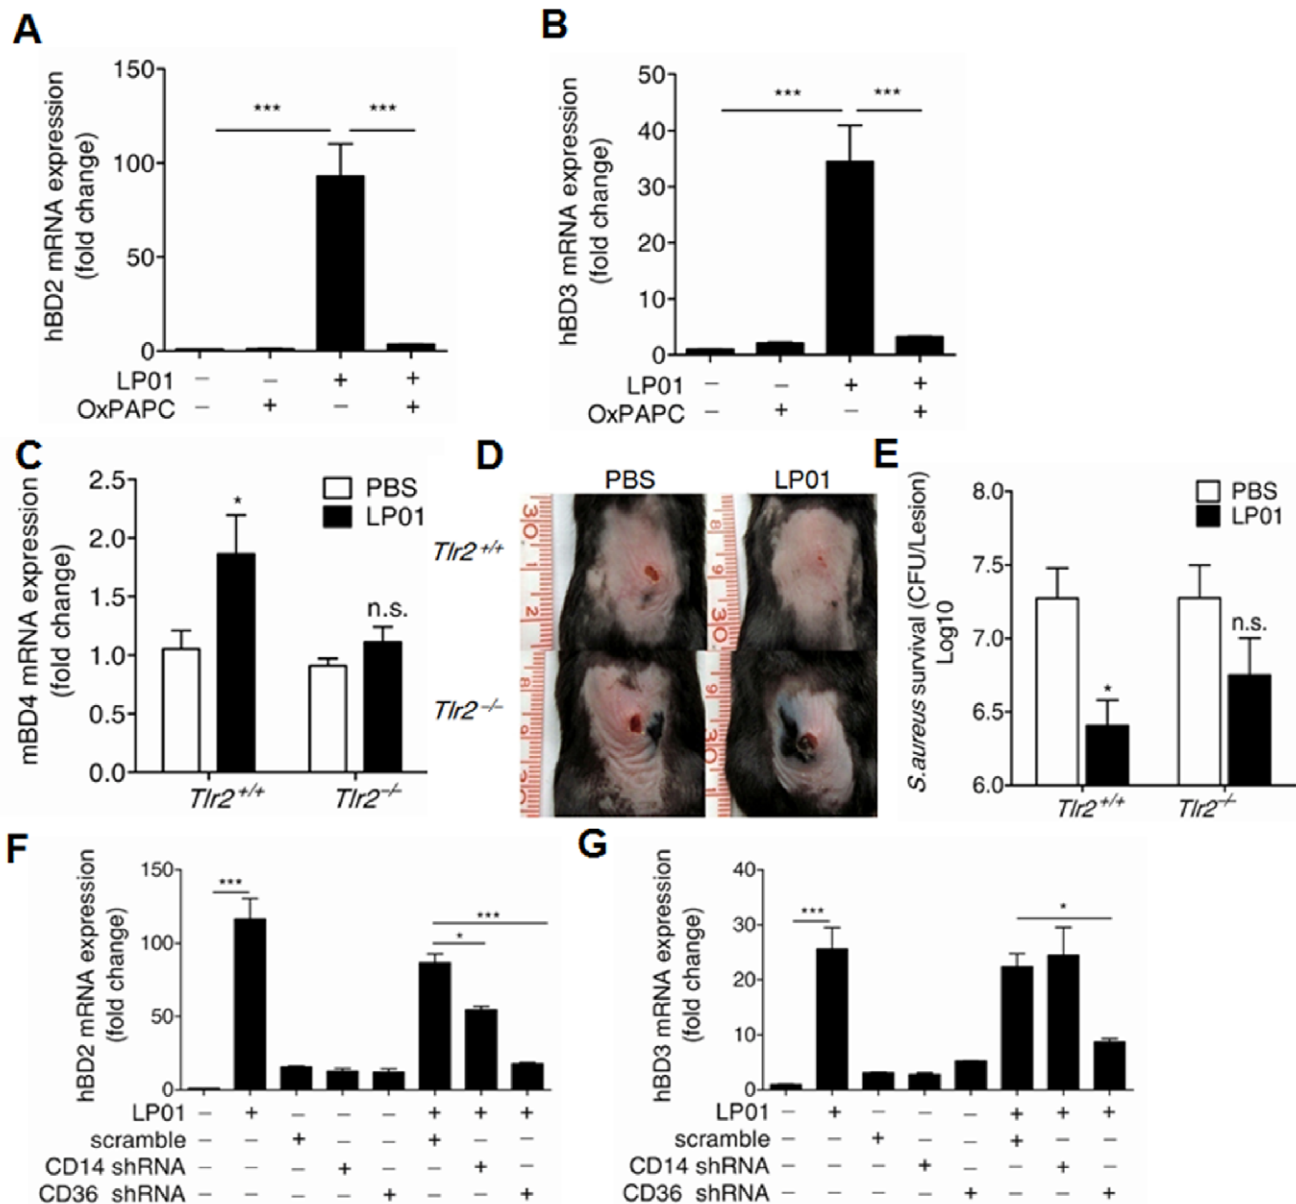 A
hBD2 mRNA expression
(fold change)
150
100
50
0
***
***
LP01 – – + +
OxPAPC – + – +
B
hBD3 mRNA expression
(fold change)
50
40
30
20
10
0
***
***
LP01 – – + +
OxPAPC – + – +
C
mBD4 mRNA expression
(fold change)
2.5
2.0
1.5
1.0
0.5
0.0
PBS
LP01
*
n.s.
Tlr2+/+ Tlr2–/–
D
PBS LP01
Tlr2+/+
Tlr2–/–
E
S.aureus survival (CFU/Lesion)
Log10
8.0
7.5
7.0
6.5
6.0
PBS
LP01
*
n.s.
Tlr2+/+ Tlr2–/–
F
hBD2 mRNA expression
(fold change)
150
100
50
0
***
***
*
LP01 – + – – – + + +
scramble – – + – – + – –
CD14 shRNA – – – + – – + –
CD36 shRNA – – – – + – – +
G
hBD3 mRNA expression
(fold change)
40
30
20
10
0
***
*
LP01 – + – – – + + +
scramble – – + – – + – –
CD14 shRNA – – – + – – + –
CD36 shRNA – – – – + – – +